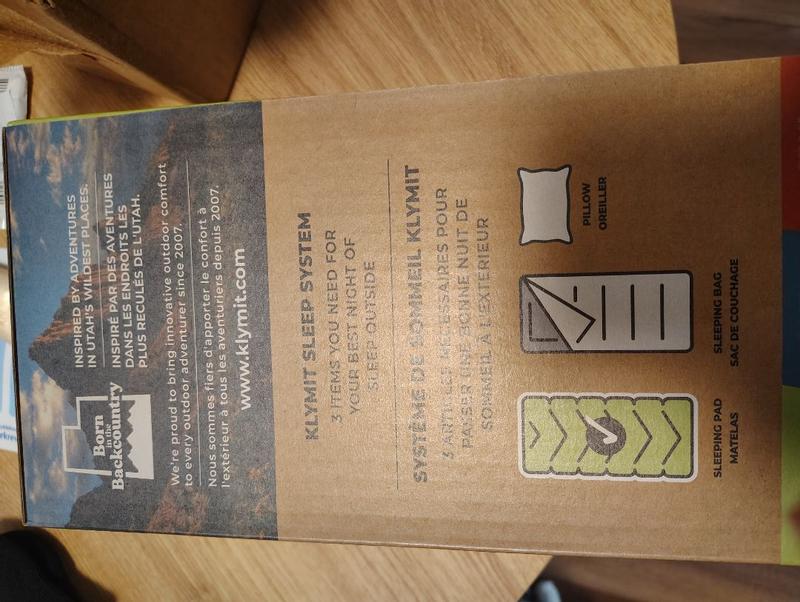 Born
in the
Backcountry
INSPIRED BY ADVENTURES
IN UTAH'S WILDEST PLACES.
INSPIRÉ PAR DES AVENTURES
DANS LES ENDROITS LES
PLUS RECULÉS DE L'UTAH.
We're proud to bring innovative outdoor comfort
to every outdoor adventurer since 2007.
Nous sommes fiers d'apporter le confort à
l'extérieur à tous les aventuriers depuis 2007.
www.klymit.com
KLYMIT SLEEP SYSTEM
3 ITEMS YOU NEED FOR
YOUR BEST NIGHT OF
SLEEP OUTSIDE
SYSTÈME DE SOMMEIL KLYMIT
3 ARTICLES NÉCESSAIRES POUR
PASSER UNE BONNE NUIT DE
SOMMEIL À L'EXTÉRIEUR
SLEEPING PAD
MATELAS
SLEEPING BAG
SAC DE COUCHAGE
PILLOW
OREILLER